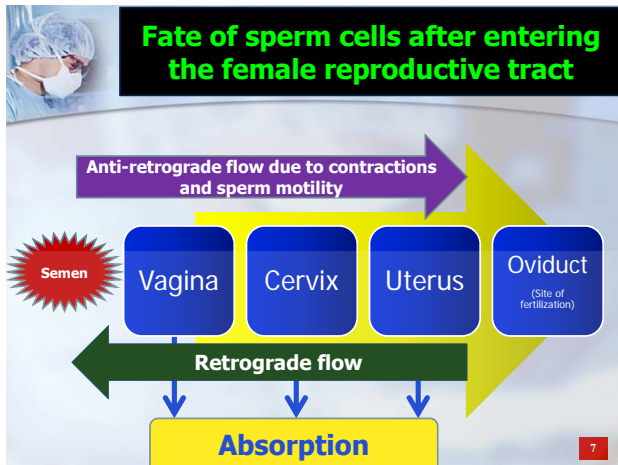 Fate of sperm cells after entering
the female reproductive tract
Anti-retrograde flow due to contractions
and sperm motility
Semen
Vagina
Cervix
Uterus
Oviduct
(Site of
fertilization)
Retrograde flow
Absorption
7